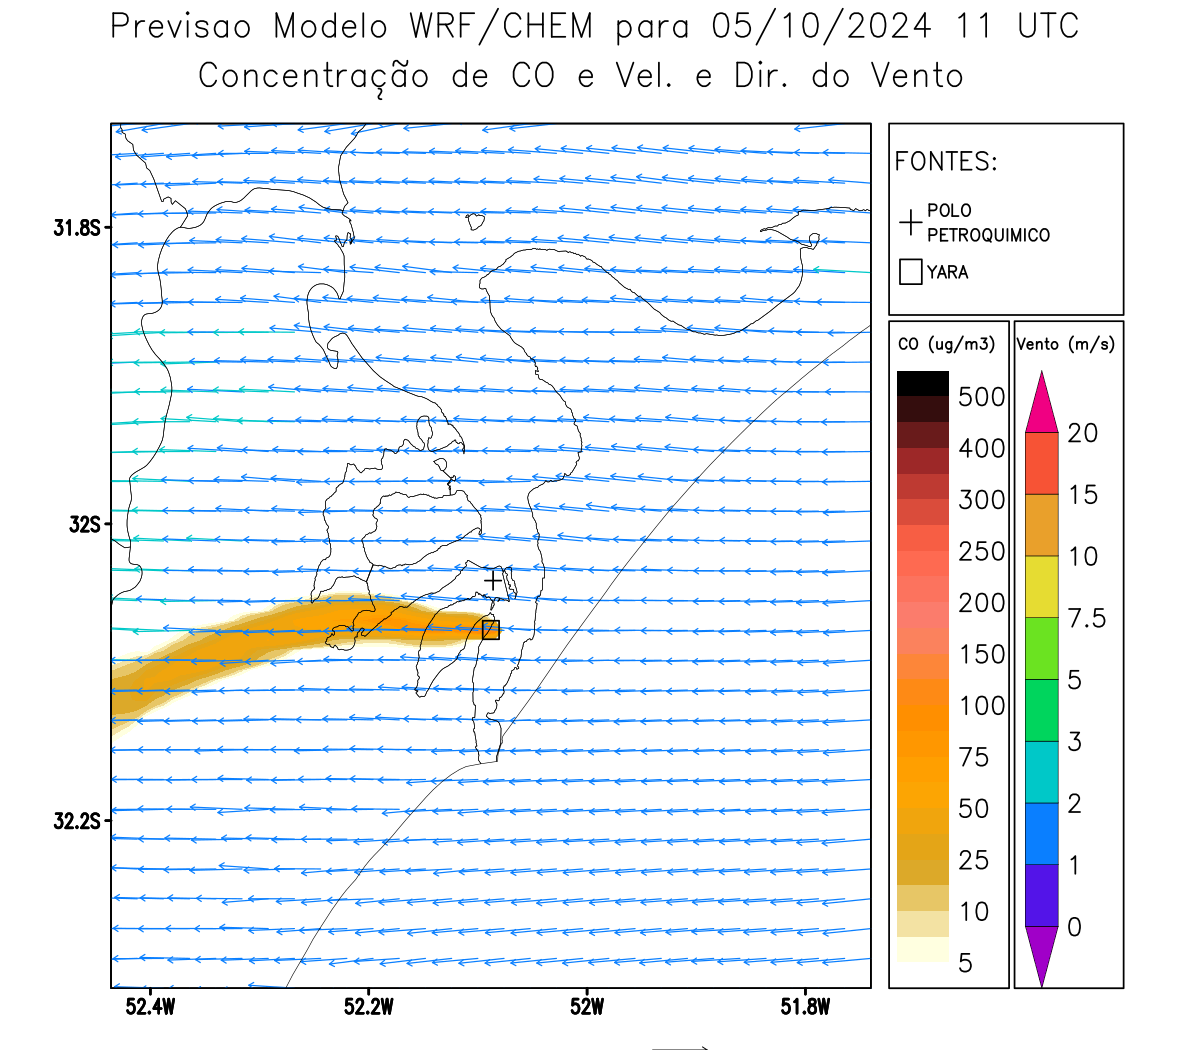 Previsao Modelo WRF/CHEM para 05/10/2024 11 UTC
Concentração de CO e Vel. e Dir. do Vento
FONTES:
POLO
PETROQUIMICO
YARA
CO (ug/m3)
500
400
300
250
200
150
100
75
50
25
10
5
Vento (m/s)
20
15
10
7.5
5
3
2
1
0
31.8S
32S
32.2S
52.4W
52.2W
52W
51.8W